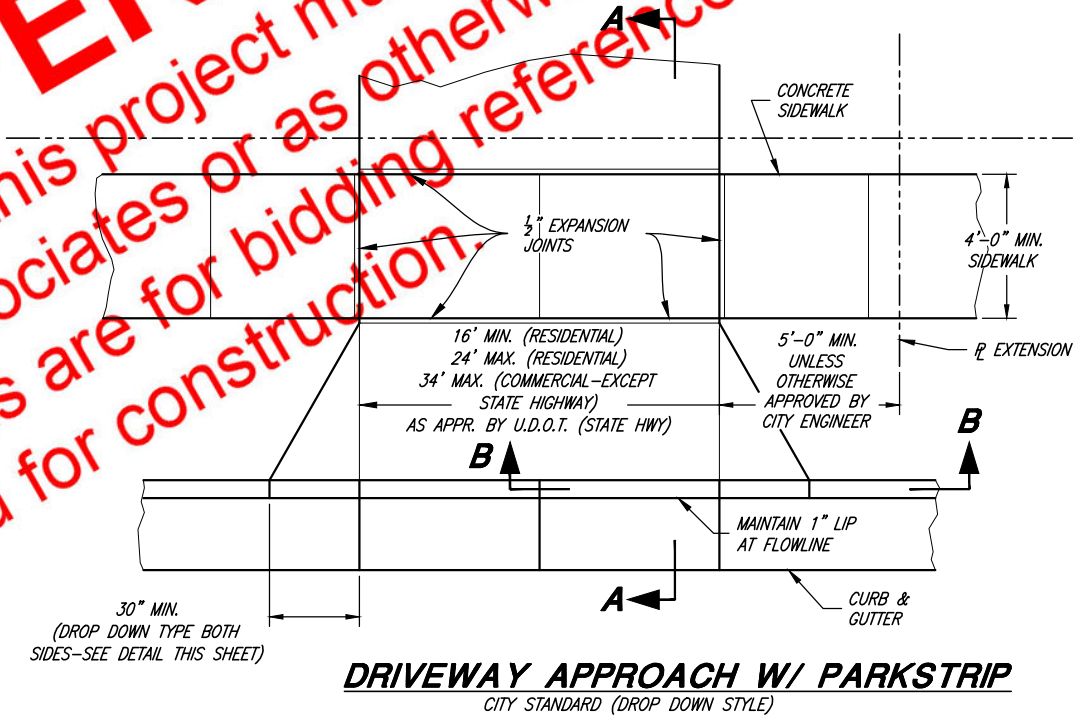 A
CONCRETE
SIDEWALK
this project
ociates or as otherw
are for bidding reference
for construction.
1/2" EXPANSION
JOINTS
4'-0" MIN.
SIDEWALK
16' MIN. (RESIDENTIAL)
24' MAX. (RESIDENTIAL)
34' MAX. (COMMERCIAL-EXCEPT
STATE HIGHWAY)
AS APPR. BY U.D.O.T. (STATE HWY)
5'-0" MIN.
UNLESS
OTHERWISE
APPROVED BY
CITY ENGINEER
℄ EXTENSION
B
B
MAINTAIN 1" LIP
AT FLOWLINE
A
CURB &
GUTTER
30" MIN.
(DROP DOWN TYPE BOTH
SIDES-SEE DETAIL THIS SHEET)
DRIVEWAY APPROACH W/ PARKSTRIP
CITY STANDARD (DROP DOWN STYLE)